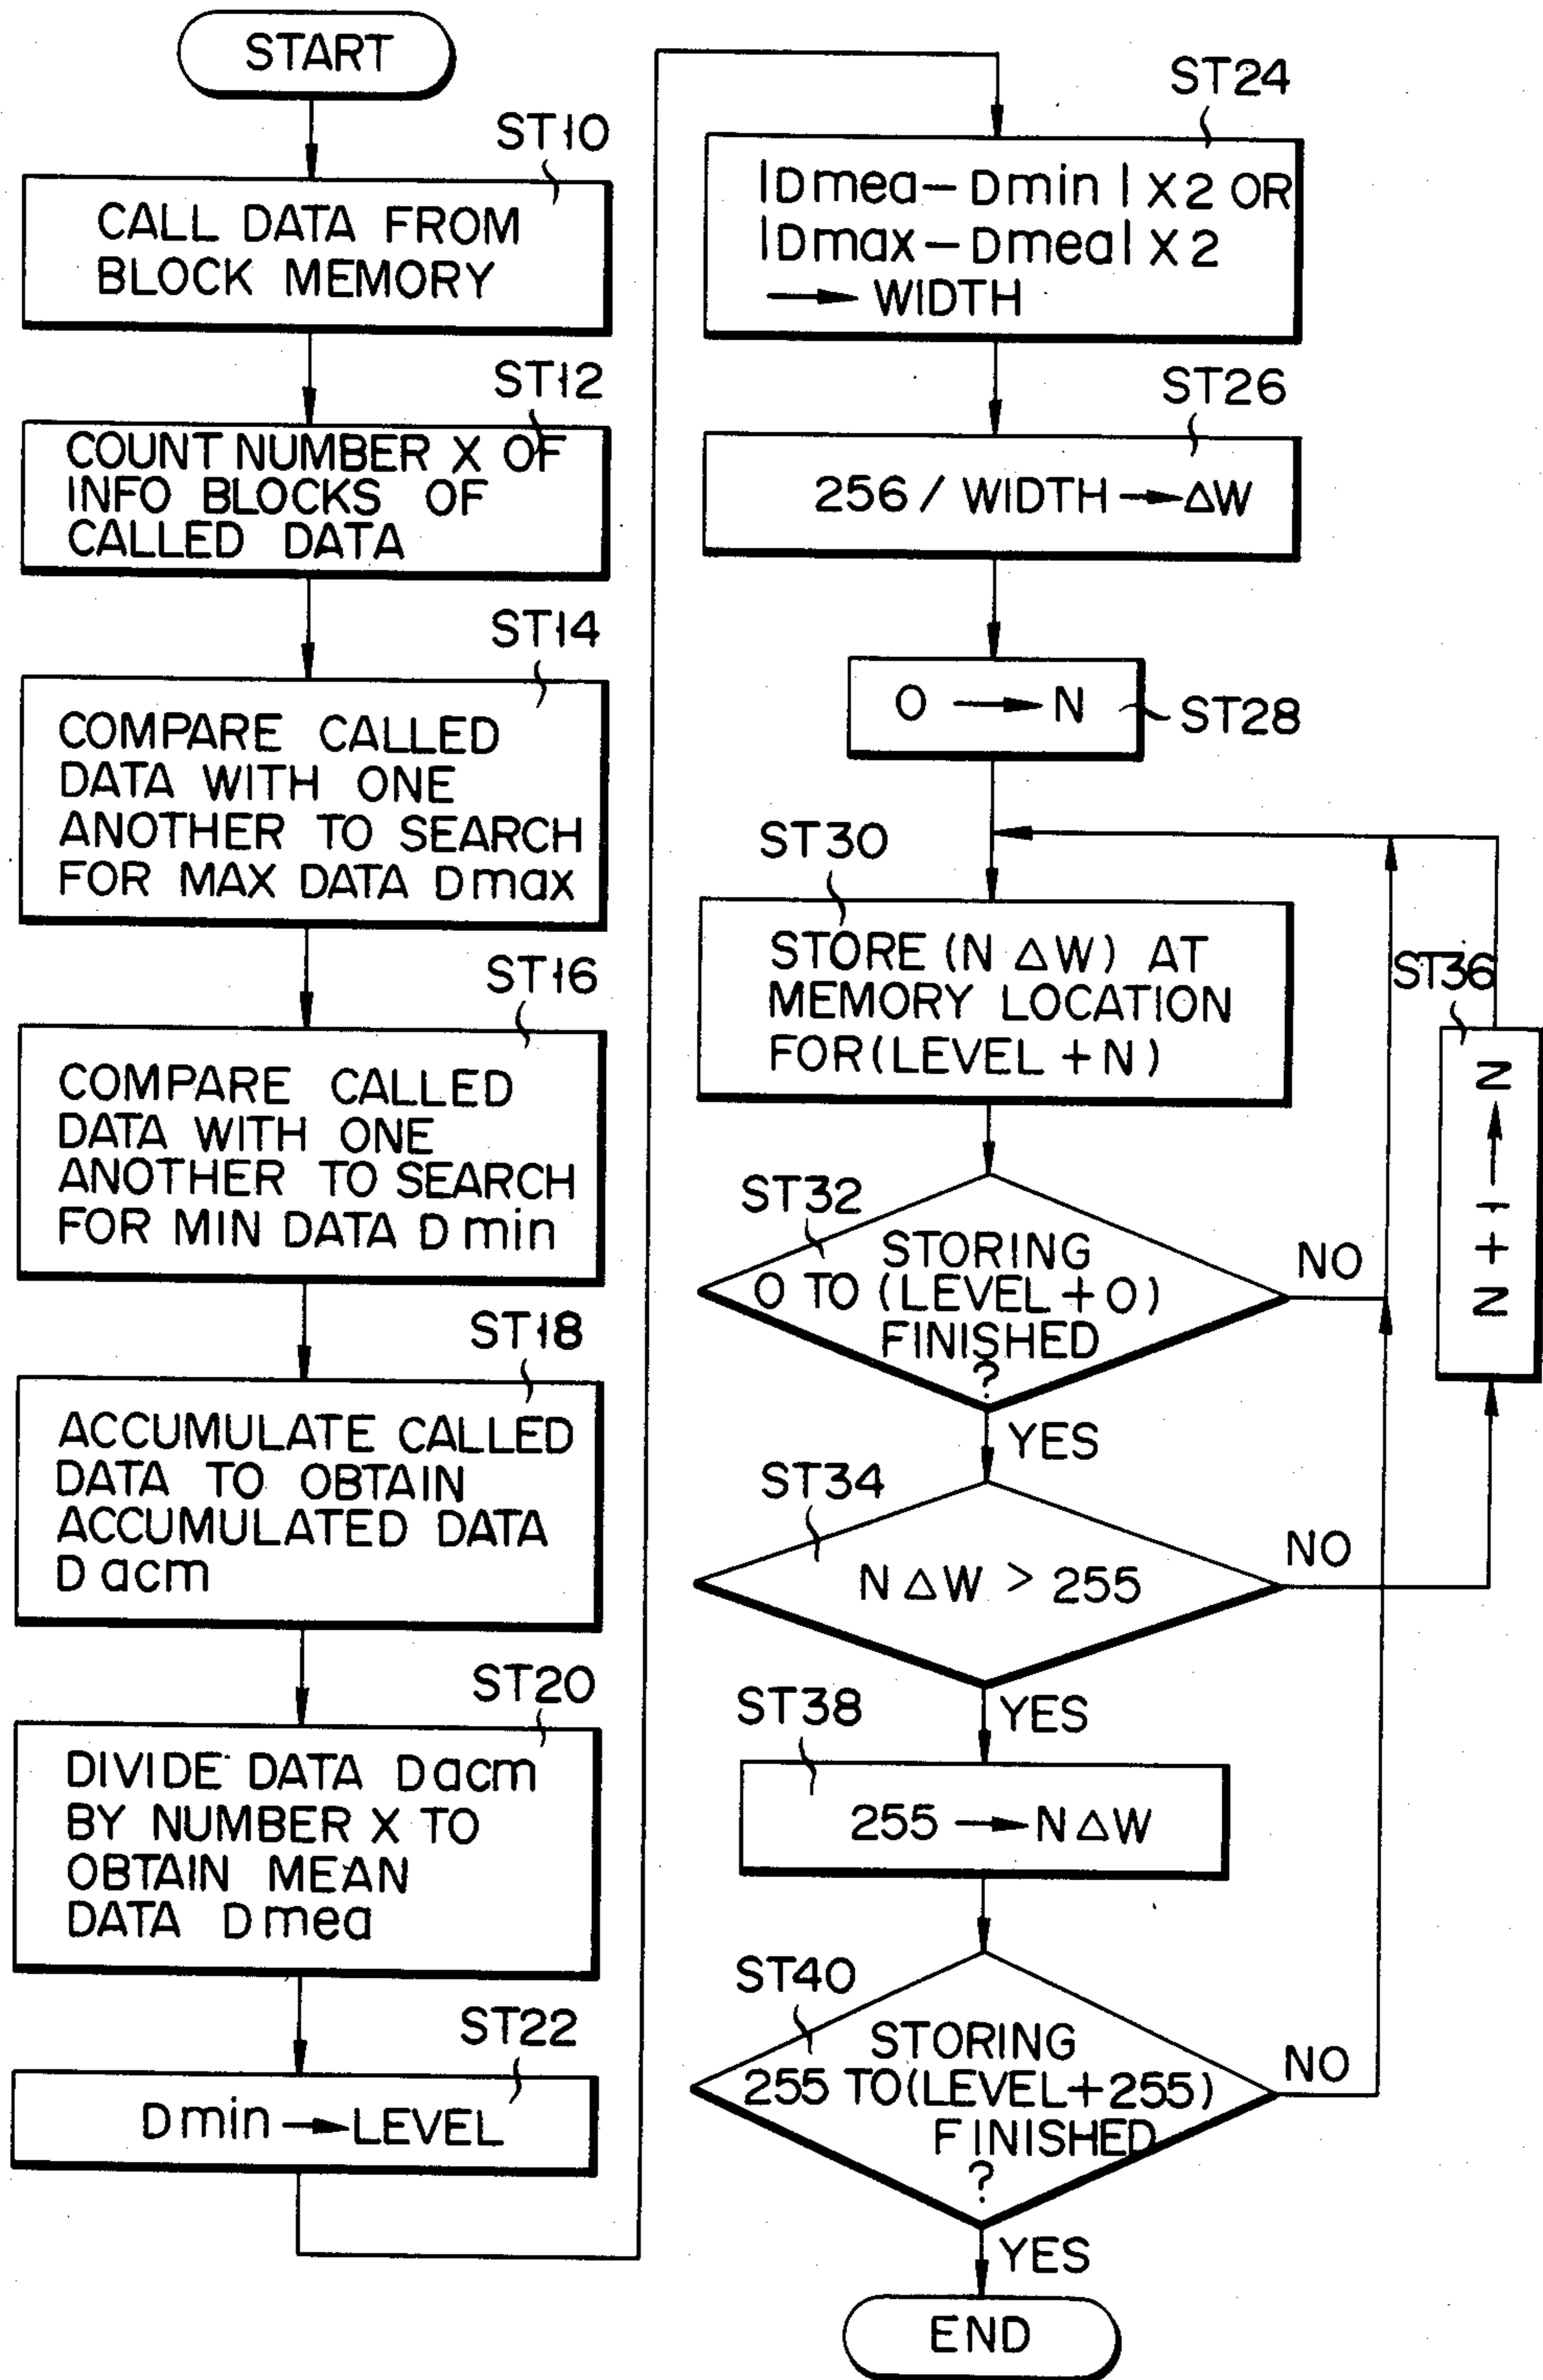 START
ST10
CALL DATA FROM
BLOCK MEMORY
ST12
COUNT NUMBER X OF
INFO BLOCKS OF
CALLED DATA
ST14
COMPARE CALLED
DATA WITH ONE
ANOTHER TO SEARCH
FOR MAX DATA Dmax
ST16
COMPARE CALLED
DATA WITH ONE
ANOTHER TO SEARCH
FOR MIN DATA Dmin
ST18
ACCUMULATE CALLED
DATA TO OBTAIN
ACCUMULATED DATA
Dacm
ST20
DIVIDE DATA Dacm
BY NUMBER X TO
OBTAIN MEAN
DATA Dmea
ST22
Dmin → LEVEL
ST24
|Dmea−Dmin| X2 OR
|Dmax−Dmea| X2
→ WIDTH
ST26
256 / WIDTH → ΔW
0 → N
ST28
ST30
STORE (N ΔW) AT
MEMORY LOCATION
FOR (LEVEL + N)
ST36
N + 1 → N
ST32
STORING
0 TO (LEVEL + 0)
FINISHED
?
NO
YES
ST34
N ΔW > 255
NO
YES
ST38
255 → N ΔW
ST40
STORING
255 TO (LEVEL+255)
FINISHED
?
NO
YES
END